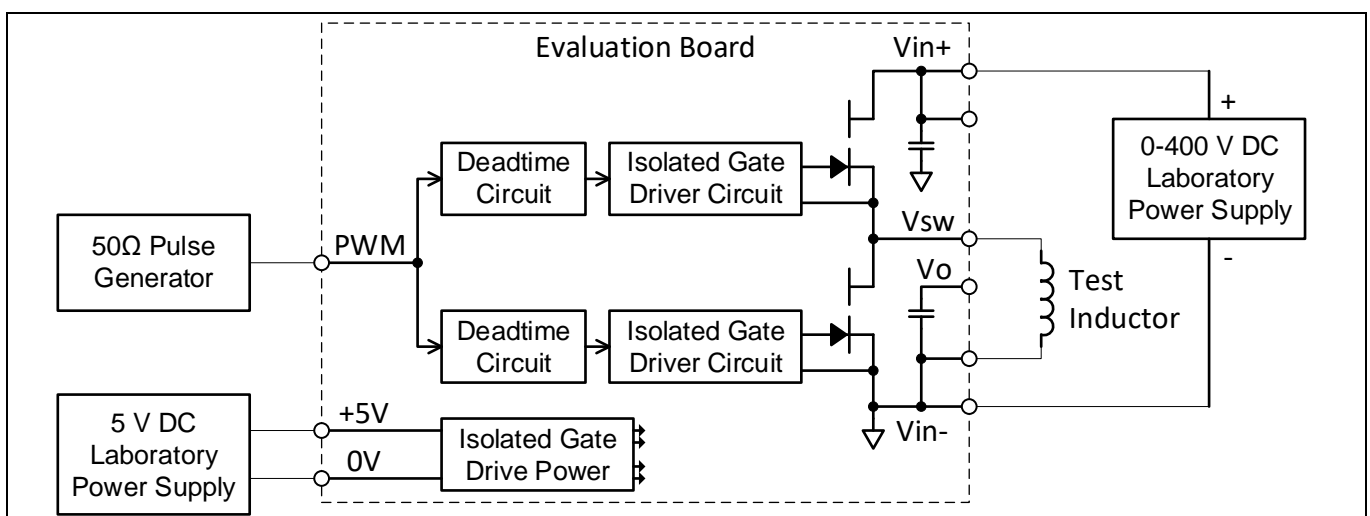 Evaluation Board
Vin+
+
Deadtime
Circuit
Isolated Gate
Driver Circuit
0-400 V DC
Laboratory
Power Supply
50Ω Pulse
Generator
PWM
Vsw
-
Vo
Test
Inductor
Deadtime
Circuit
Isolated Gate
Driver Circuit
5 V DC
Laboratory
Power Supply
+5V
0V
Isolated Gate
Drive Power
Vin-